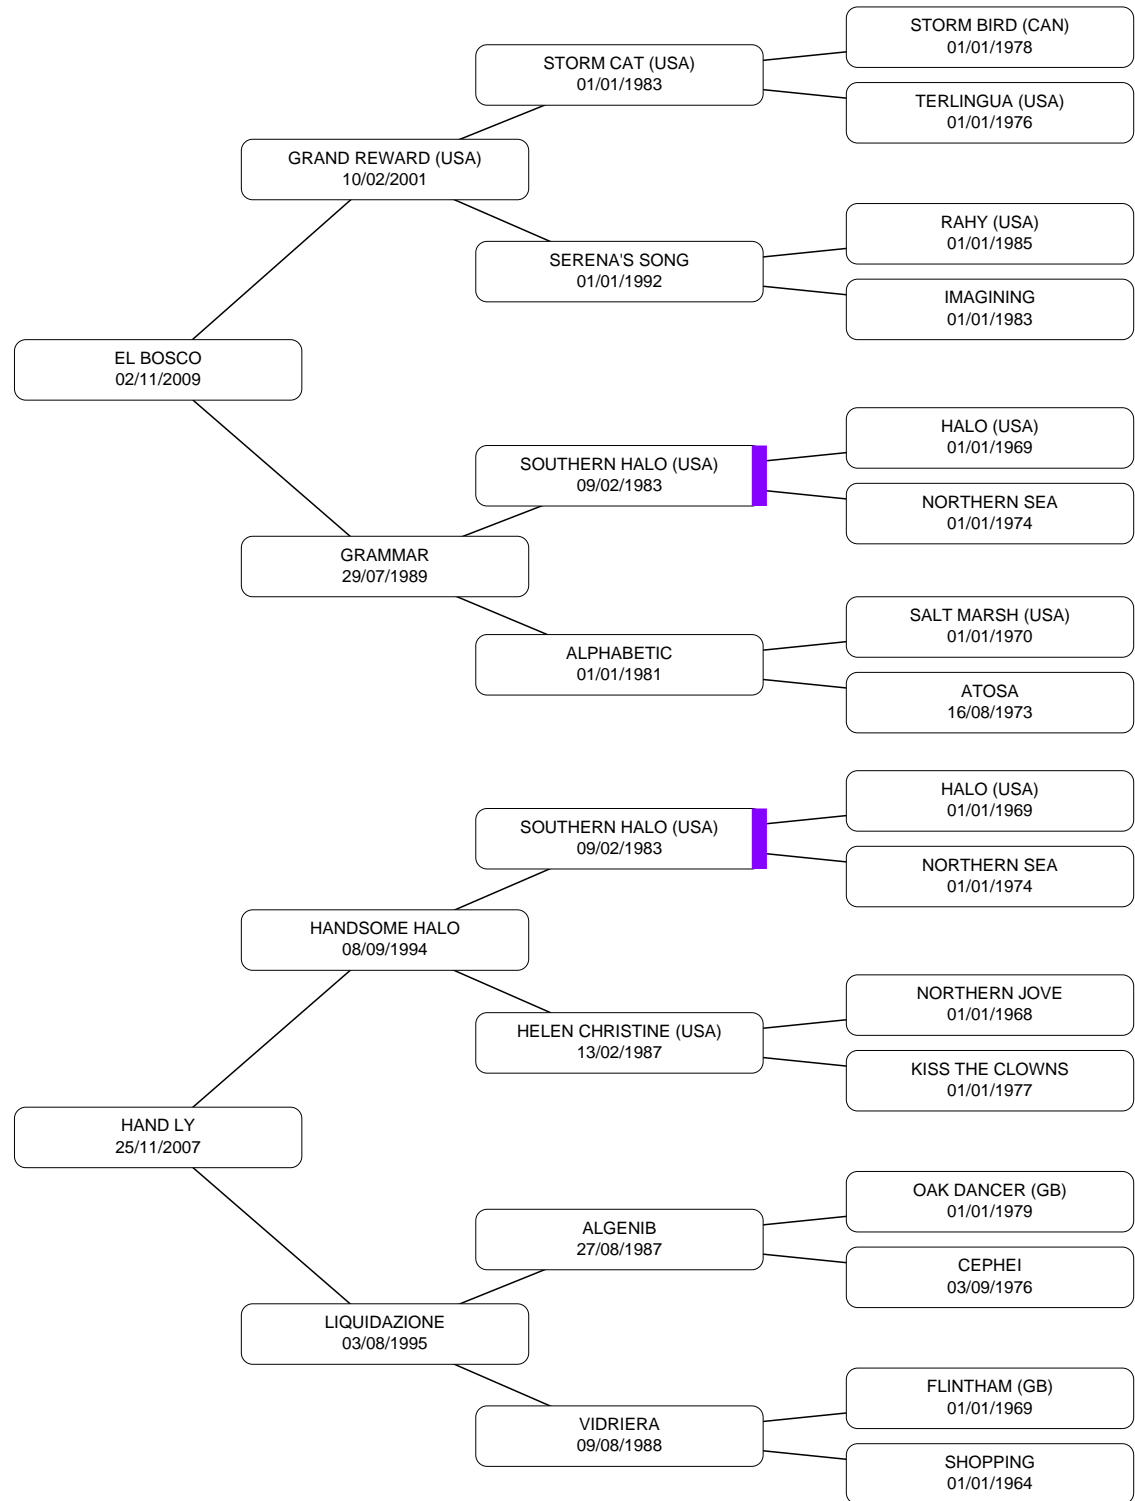 STORM BIRD (CAN)
01/01/1978
STORM CAT (USA)
01/01/1983
TERLINGUA (USA)
01/01/1976
GRAND REWARD (USA)
10/02/2001
RAHY (USA)
01/01/1985
SERENA'S SONG
01/01/1992
IMAGINING
01/01/1983
EL BOSCO
02/11/2009
HALO (USA)
01/01/1969
SOUTHERN HALO (USA)
09/02/1983
NORTHERN SEA
01/01/1974
GRAMMAR
29/07/1989
SALT MARSH (USA)
01/01/1970
ALPHABETIC
01/01/1981
ATOSA
16/08/1973
HALO (USA)
01/01/1969
SOUTHERN HALO (USA)
09/02/1983
NORTHERN SEA
01/01/1974
HANDSOME HALO
08/09/1994
NORTHERN JOVE
01/01/1968
HELEN CHRISTINE (USA)
13/02/1987
KISS THE CLOWNS
01/01/1977
HAND LY
25/11/2007
OAK DANCER (GB)
01/01/1979
ALGENIB
27/08/1987
CEPHEI
03/09/1976
LIQUIDAZIONE
03/08/1995
FLINTHAM (GB)
01/01/1969
VIDRIERA
09/08/1988
SHOPPING
01/01/1964